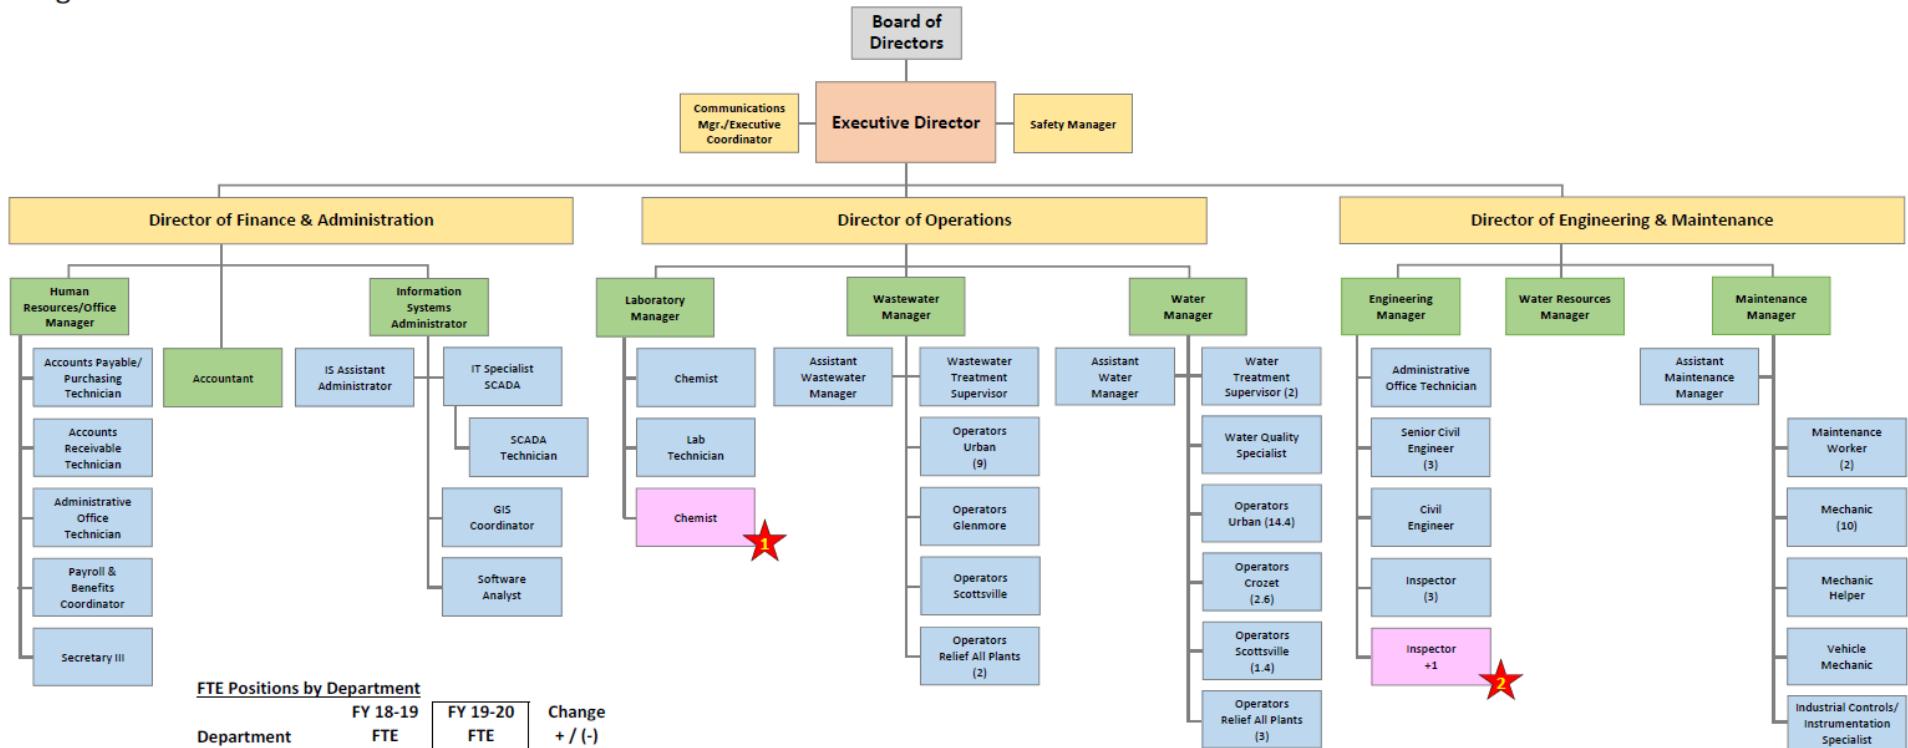 Board of
Directors
Communications
Mgr./Executive
Coordinator
Executive Director
Safety Manager
Director of Finance & Administration
Director of Operations
Director of Engineering & Maintenance
Human
Resources/Office
Manager
Information
Systems
Administrator
Laboratory
Manager
Wastewater
Manager
Water
Manager
Engineering
Manager
Water Resources
Manager
Maintenance
Manager
Accounts Payable/
Purchasing
Technician
Accountant
IS Assistant
Administrator
IT Specialist
SCADA
Chemist
Assistant
Wastewater
Manager
Wastewater
Treatment
Supervisor
Assistant
Water
Manager
Water
Treatment
Supervisor (2)
Administrative
Office Technician
Assistant
Maintenance
Manager
Accounts
Receivable
Technician
SCADA
Technician
Lab
Technician
Operators
Urban
(9)
Water Quality
Specialist
Senior Civil
Engineer
(3)
Maintenance
Worker
(2)
Administrative
Office
Technician
GIS
Coordinator
Chemist
1
Operators
Glenmore
Operators
Urban (14.4)
Civil
Engineer
Mechanic
(10)
Payroll &
Benefits
Coordinator
Software
Analyst
Operators
Scottsville
Operators
Crozet
(2.6)
Inspector
(3)
Mechanic
Helper
Secretary III
Operators
Relief All Plants
(2)
Operators
Scottsville
(1.4)
Inspector
+1
2
Vehicle
Mechanic
Operators
Relief All Plants
(3)
Industrial Controls/
Instrumentation
Specialist
FTE Positions by Department
FY 18-19 FY 19-20 Change
Department FTE FTE + / (-)